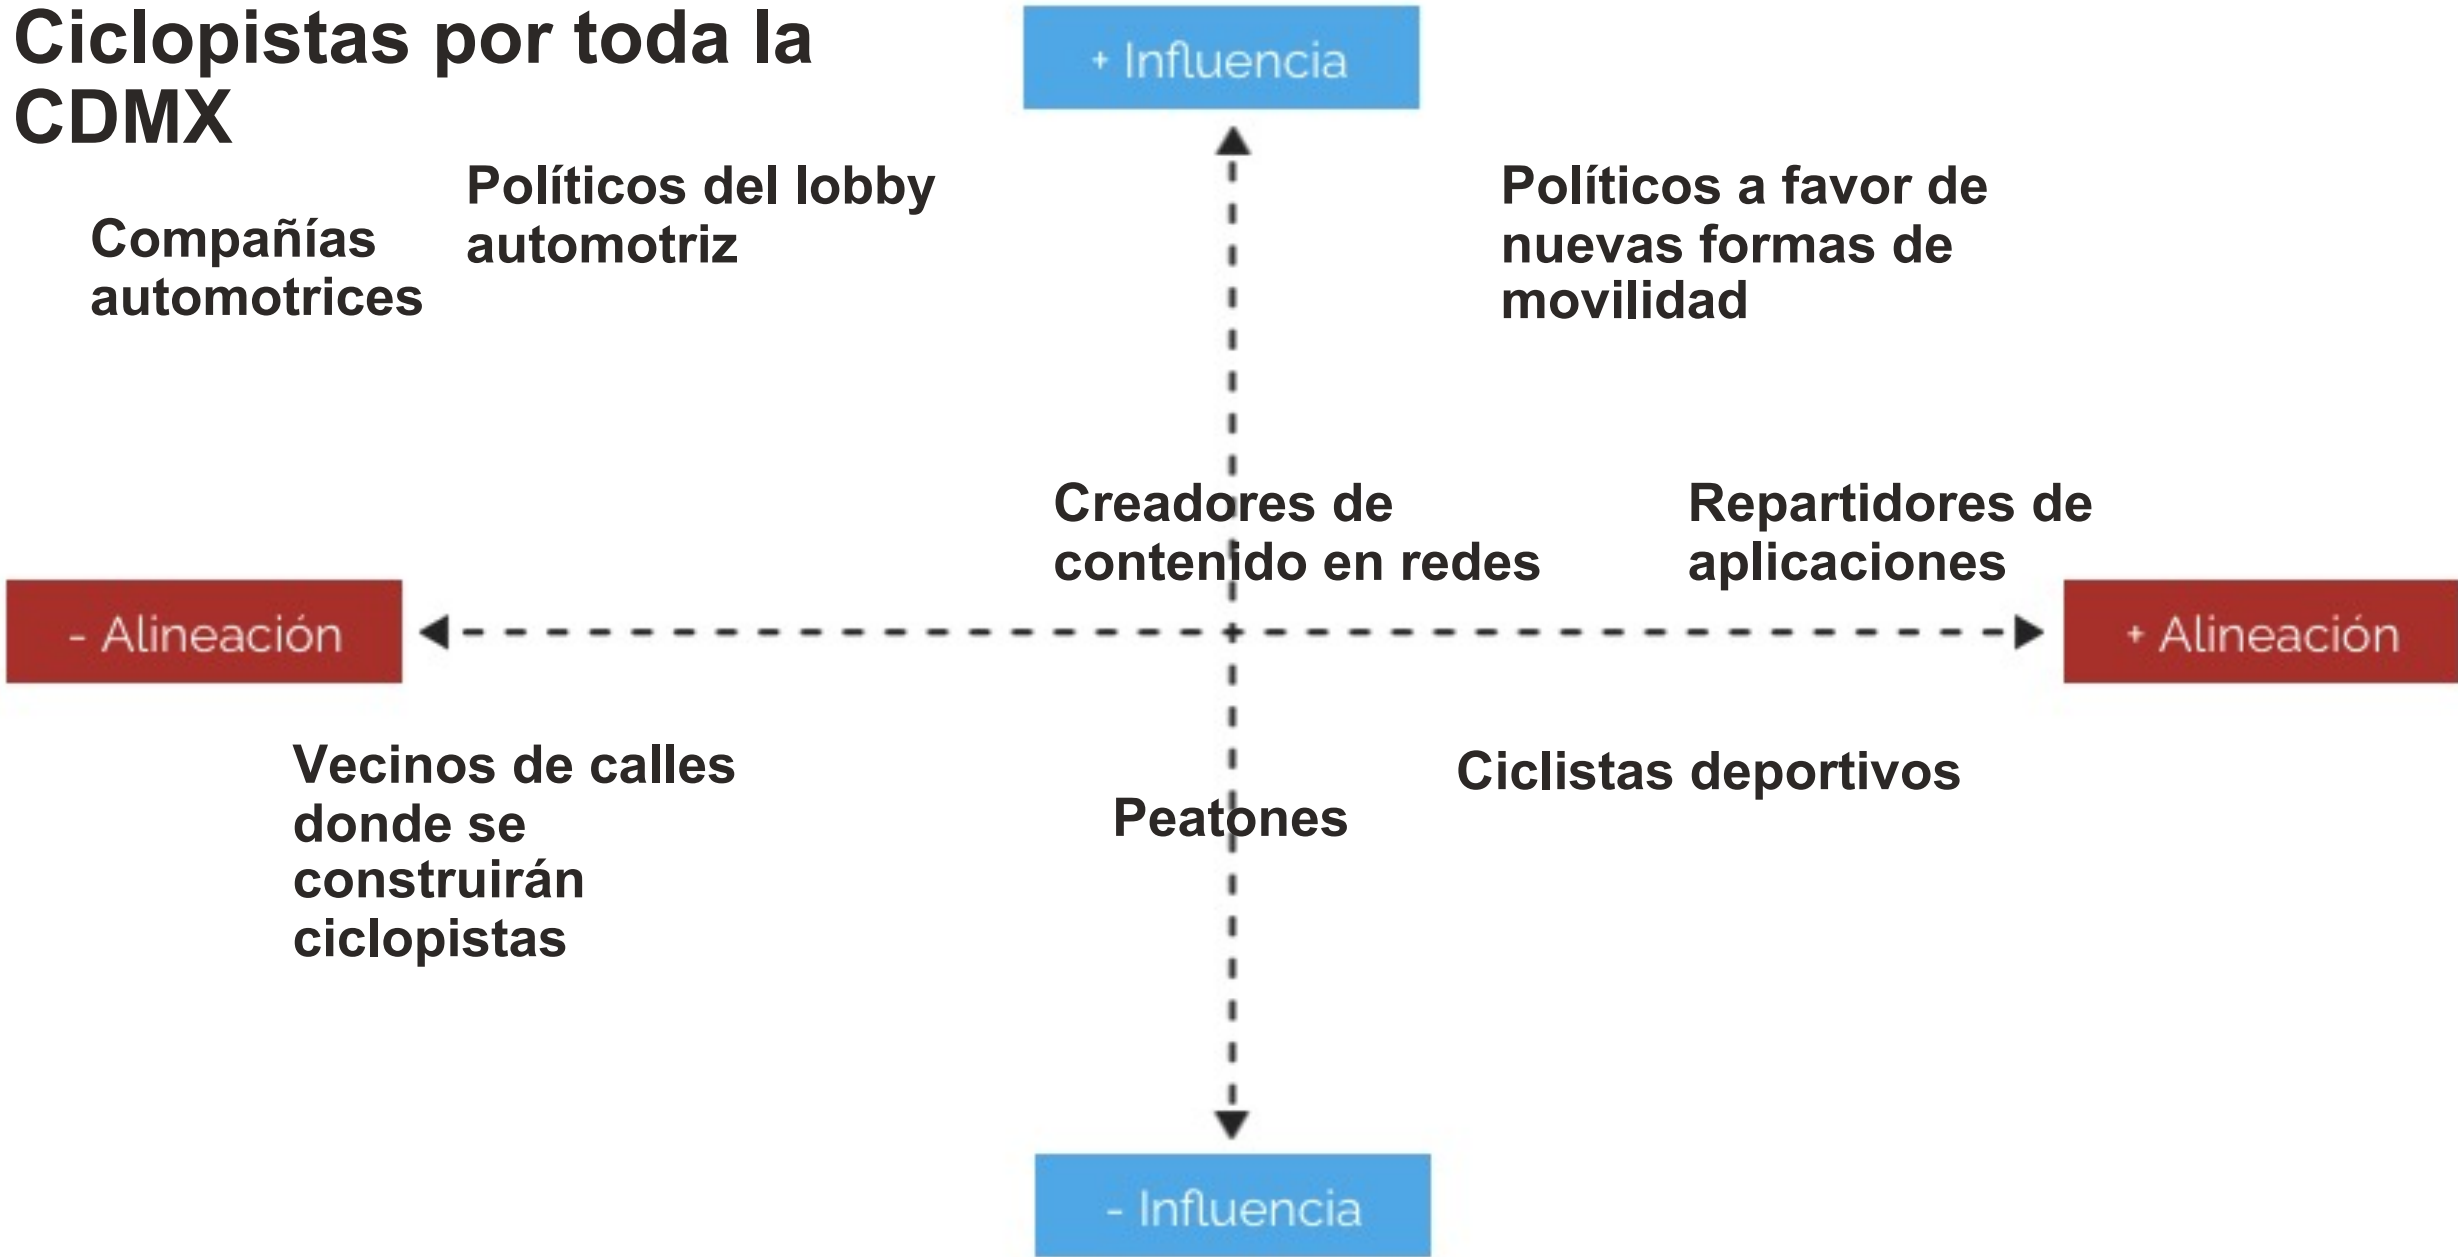 Ciclopistas por toda la
CDMX
+ Influencia
Políticos del lobby
automotriz
Compañías
automotrices
Políticos a favor de
nuevas formas de
movilidad
Creadores de
contenido en redes
Repartidores de
aplicaciones
- Alineación
+ Alineación
Vecinos de calles
donde se
construirán
ciclopistas
Peatones
Ciclistas deportivos
- Influencia